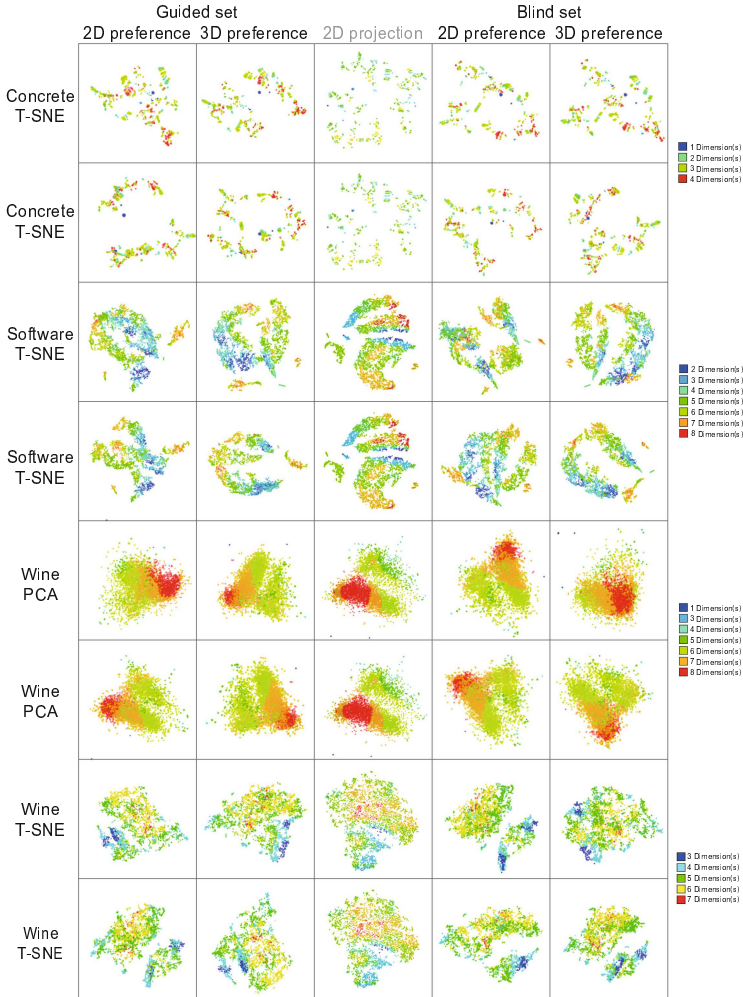 Guided set Blind set
2D preference 3D preference 2D projection 2D preference 3D preference
Concrete
T-SNE
1 Dimension(s)
2 Dimension(s)
3 Dimension(s)
4 Dimension(s)
Concrete
T-SNE
Software
T-SNE
2 Dimension(s)
3 Dimension(s)
4 Dimension(s)
5 Dimension(s)
6 Dimension(s)
7 Dimension(s)
8 Dimension(s)
Software
T-SNE
Wine
PCA
1 Dimension(s)
3 Dimension(s)
4 Dimension(s)
5 Dimension(s)
6 Dimension(s)
7 Dimension(s)
8 Dimension(s)
Wine
PCA
Wine
T-SNE
3 Dimension(s)
4 Dimension(s)
5 Dimension(s)
6 Dimension(s)
7 Dimension(s)
Wine
T-SNE